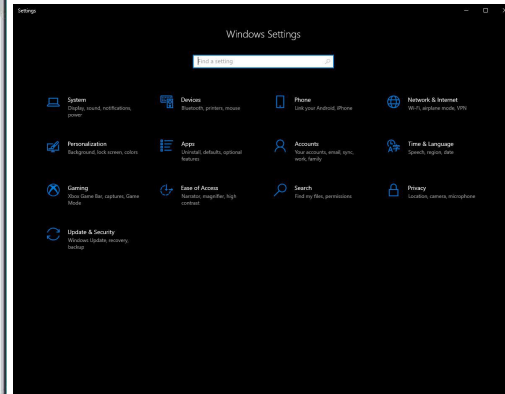 Settings
Windows Settings
Find a setting
System
Display, sound, notifications,
power
Devices
Bluetooth, printers, mouse
Phone
Link your Android, iPhone
Network & Internet
Wi-Fi, airplane mode, VPN
Personalization
Background, lock screen, colors
Apps
Uninstall, defaults, optional
features
Accounts
Your accounts, email, sync,
work, family
Time & Language
Speech, region, date
Gaming
Xbox Game Bar, captures, Game
Mode
Ease of Access
Narrator, magnifier, high
contrast
Search
Find my files, permissions
Privacy
Location, camera, microphone
Update & Security
Windows Update, recovery,
backup